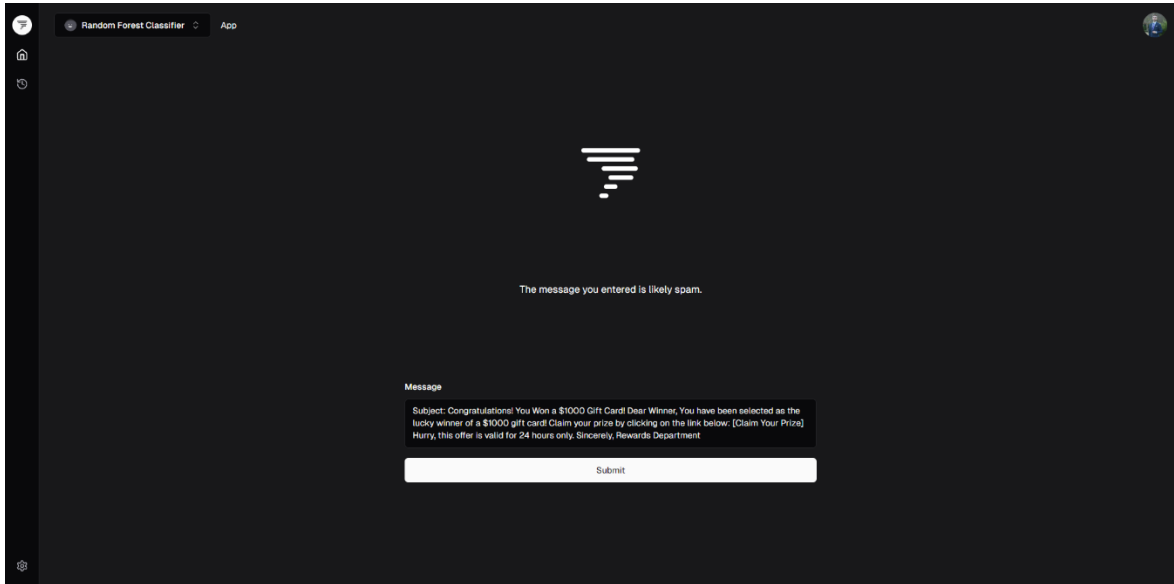 Random Forest Classifier App
The message you entered is likely spam.
Message
Subject: Congratulations! You Won a $1000 Gift Card! Dear Winner, You have been selected as the
lucky winner of a $1000 gift card! Claim your prize by clicking on the link below: [Claim Your Prize]
Hurry, this offer is valid for 24 hours only. Sincerely, Rewards Department
Submit